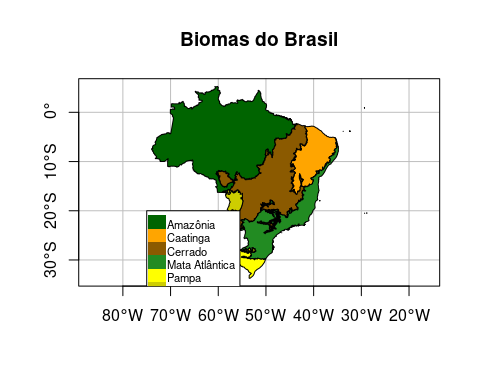 Biomas do Brasil
0°
10°S
20°S
30°S
Amazônia
Caatinga
Cerrado
Mata Atlântica
Pampa
80°W
70°W
60°W
50°W
40°W
30°W
20°W